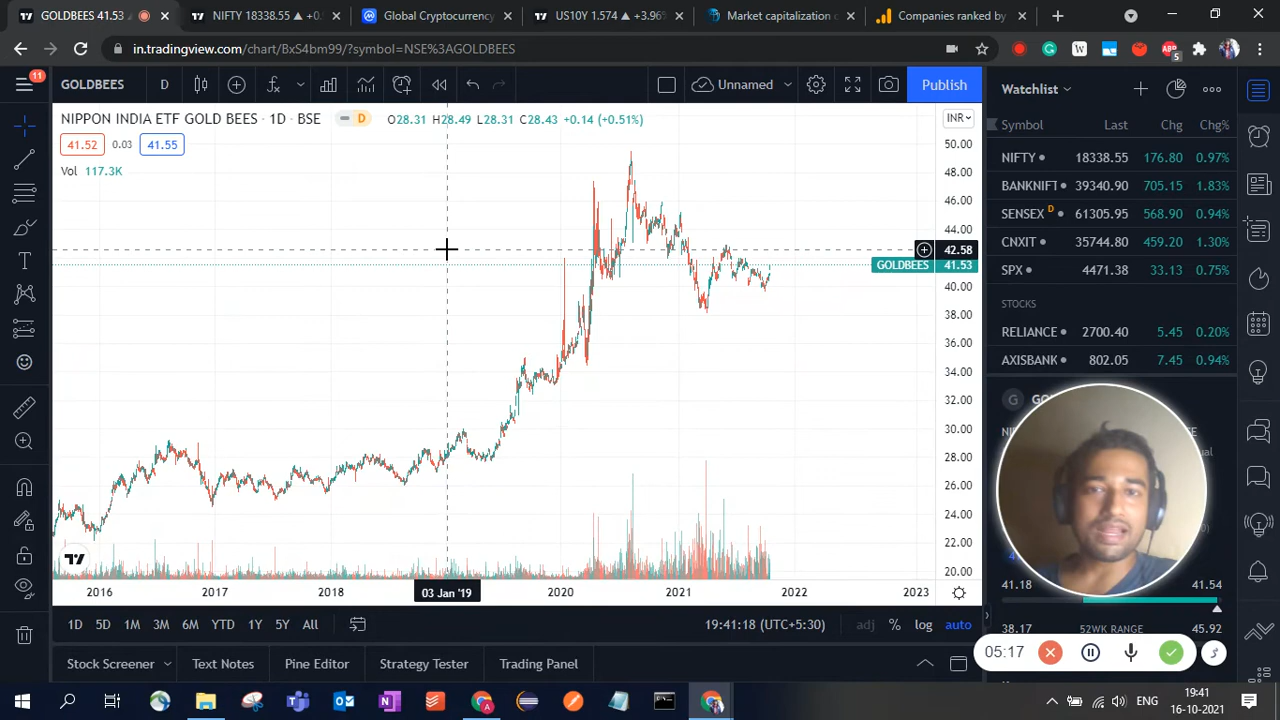 GOLDBEES 41.53
NIFTY 18338.55 ▲ +0.
Global Cryptocurrency
US10Y 1.574 ▲ +3.96%
Market capitalization o
Companies ranked by
in.tradingview.com/chart/BxS4bm99/?symbol=NSE%3AGOLDBEES
11
GOLDBEES
D
Unnamed
Publish
Watchlist
NIPPON INDIA ETF GOLD BEES · 1D · BSE
D
O28.31 H28.49 L28.31 C28.43 +0.14 (+0.51%)
INR
41.52 0.03 41.55
Vol 117.3K
50.00
48.00
46.00
44.00
42.58
GOLDBEES 41.53
40.00
38.00
36.00
34.00
32.00
30.00
28.00
26.00
24.00
22.00
20.00
2016 2017 2018 03 Jan '19 2020 2021 2022 2023
Symbol Last Chg Chg%
NIFTY 18338.55 176.80 0.97%
BANKNIFT 39340.90 705.15 1.83%
SENSEX D 61305.95 568.90 0.94%
CNXIT 35744.80 459.20 1.30%
SPX 4471.38 33.13 0.75%
STOCKS
RELIANCE 2700.40 5.45 0.20%
AXISBANK 802.05 7.45 0.94%
G
41.18 41.54
38.17 52WK RANGE 45.92
1D 5D 1M 3M 6M YTD 1Y 5Y All
19:41:18 (UTC+5:30) adj % log auto
05:17
Stock Screener Text Notes Pine Editor Strategy Tester Trading Panel
ENG
19:41
16-10-2021